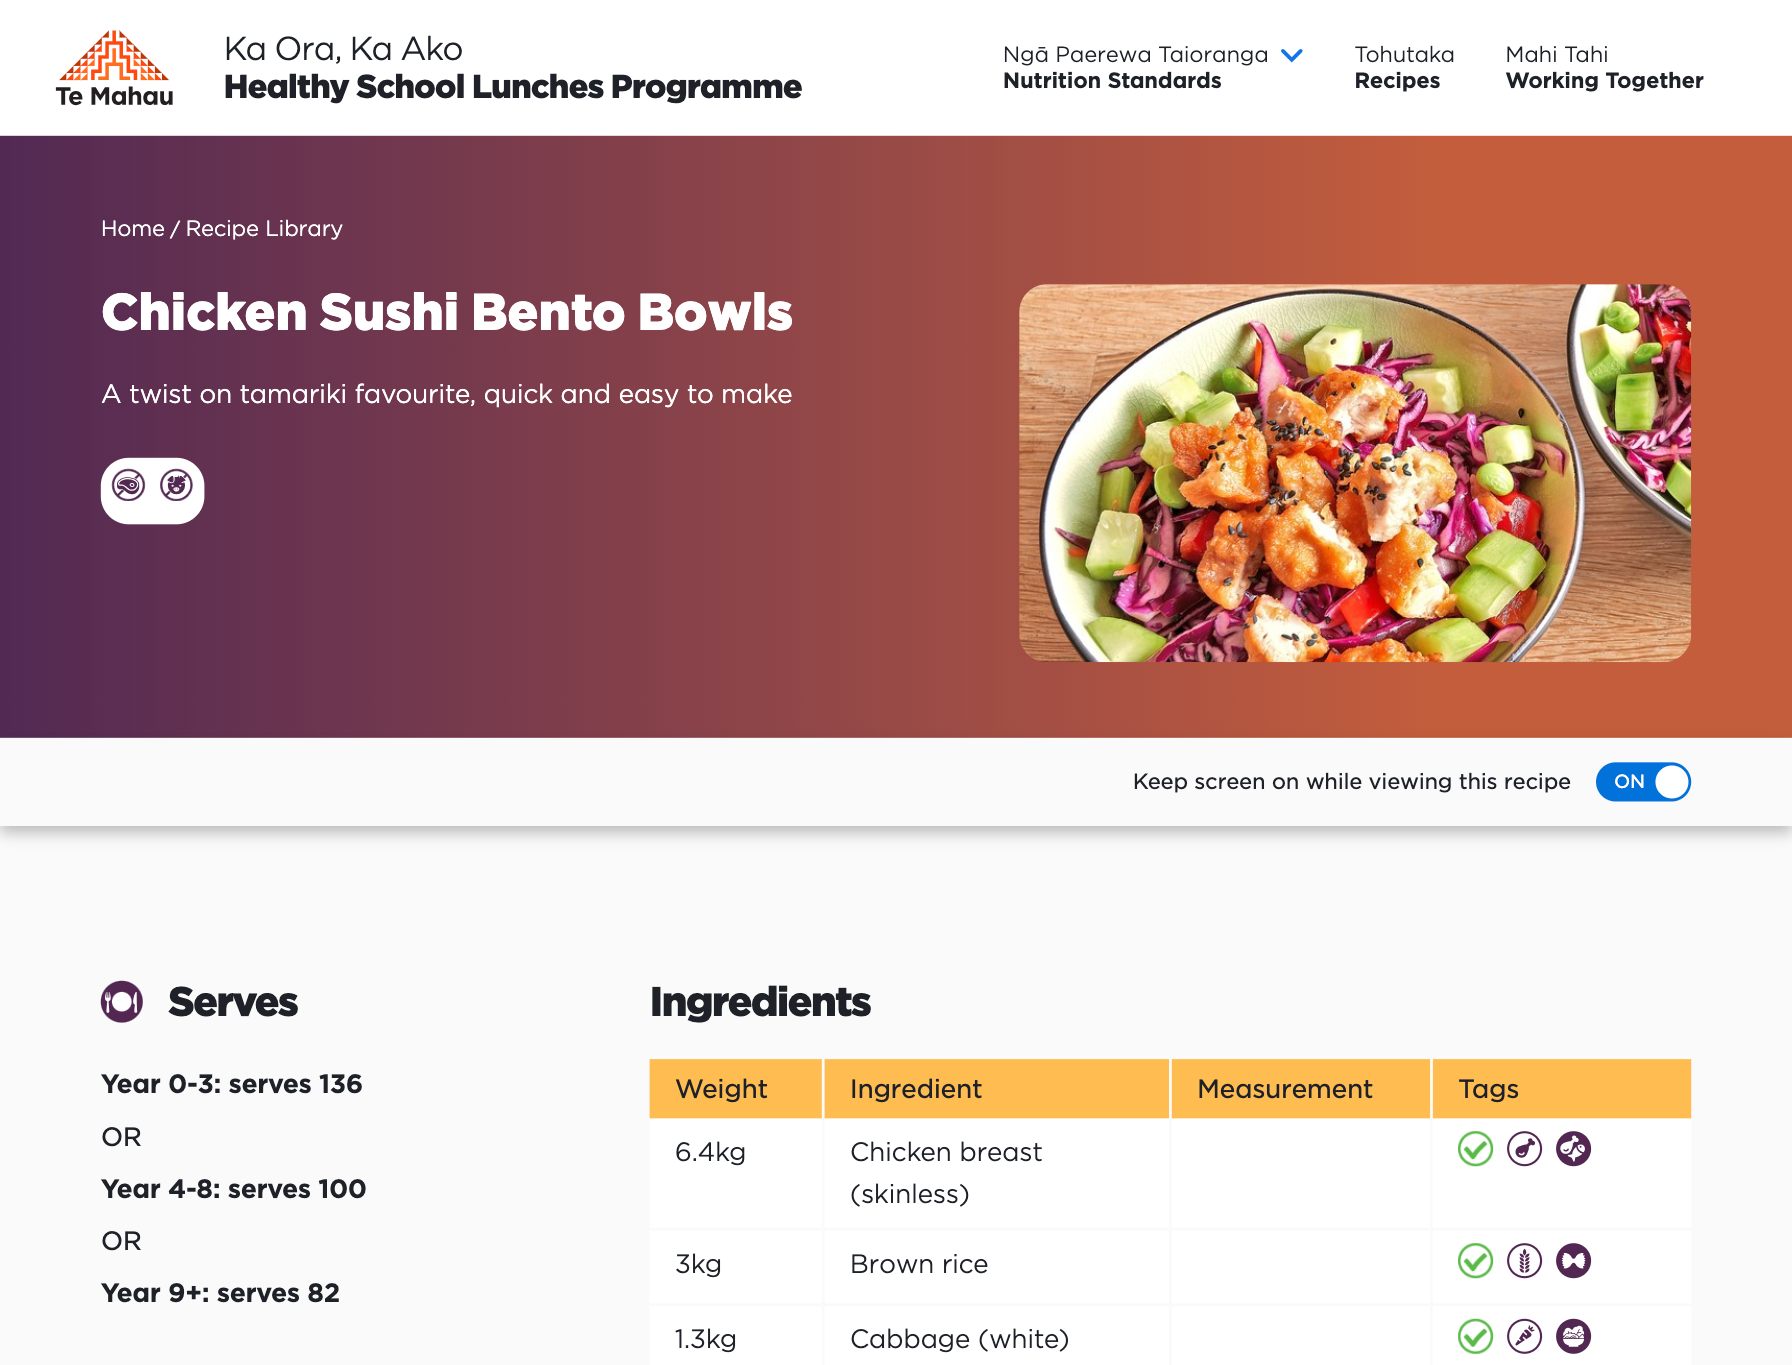 Te Mahau
Ka Ora, Ka Ako
Healthy School Lunches Programme
Ngā Paerewa Taioranga
Nutrition Standards
Tohutaka
Recipes
Mahi Tahi
Working Together
Home / Recipe Library
Chicken Sushi Bento Bowls
A twist on tamariki favourite, quick and easy to make
Keep screen on while viewing this recipe
ON
Serves
Year 0-3: serves 136
OR
Year 4-8: serves 100
OR
Year 9+: serves 82
Ingredients
Weight Ingredient Measurement Tags
6.4kg Chicken breast
(skinless)
3kg Brown rice
1.3kg Cabbage (white)